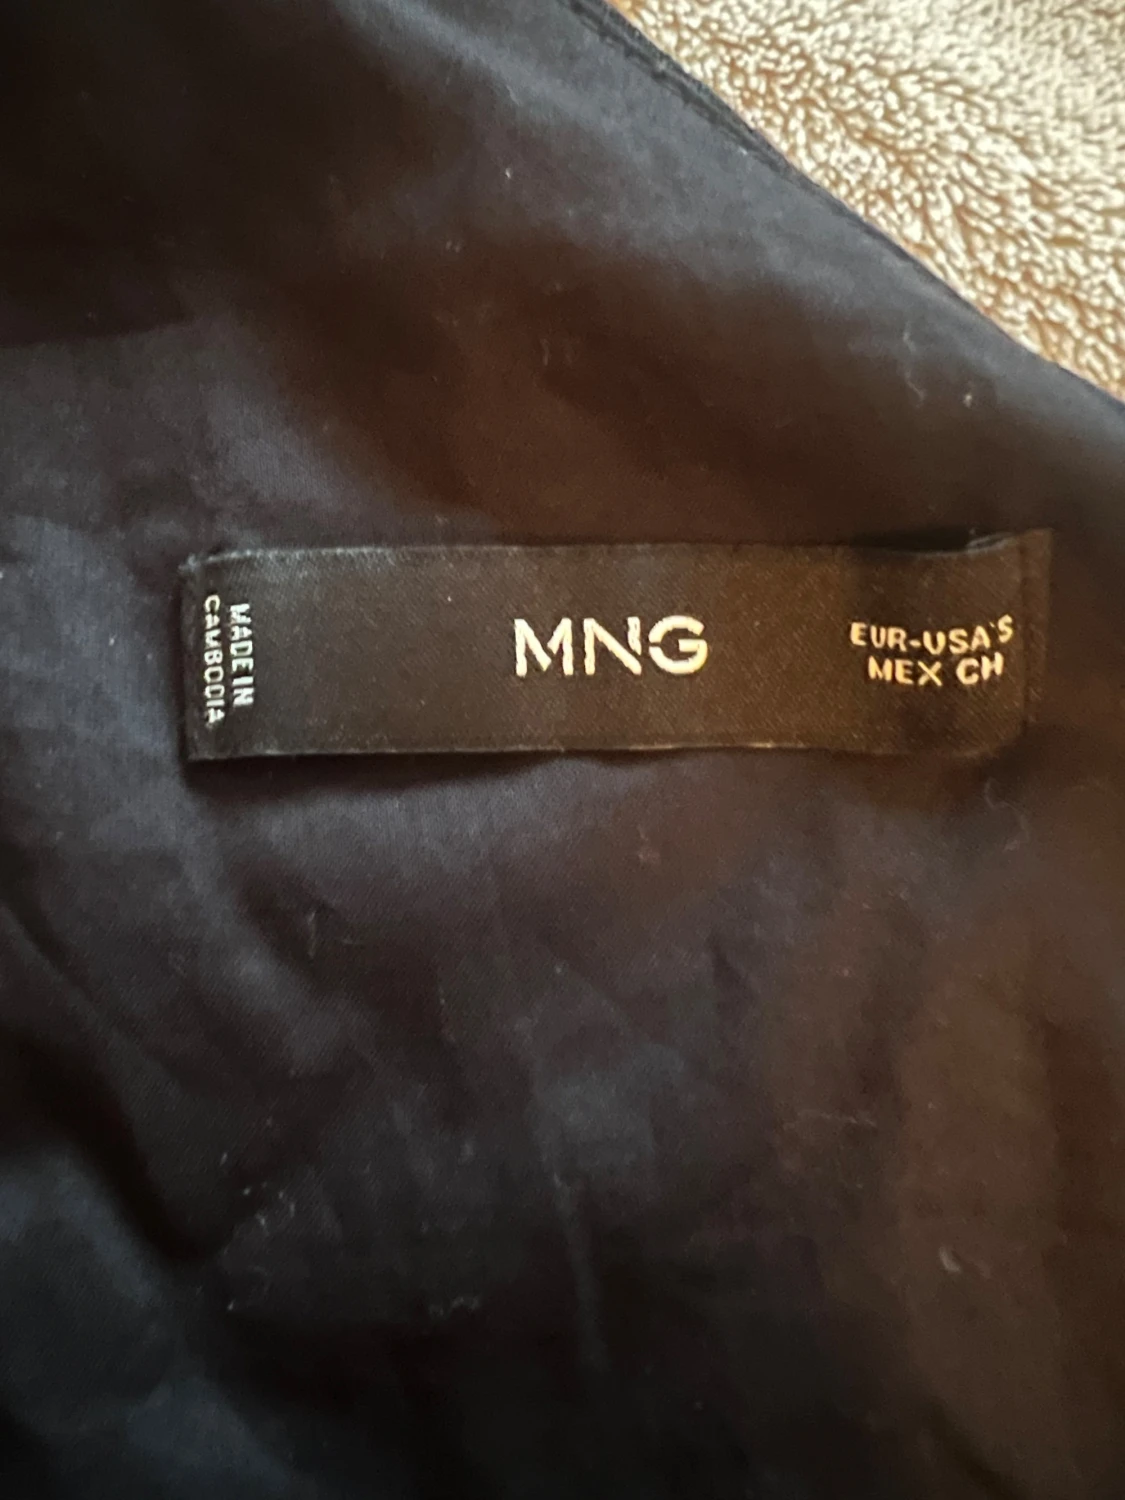 MADE IN
CAMBODIA
MNG
EUR-USA S
MEX CH